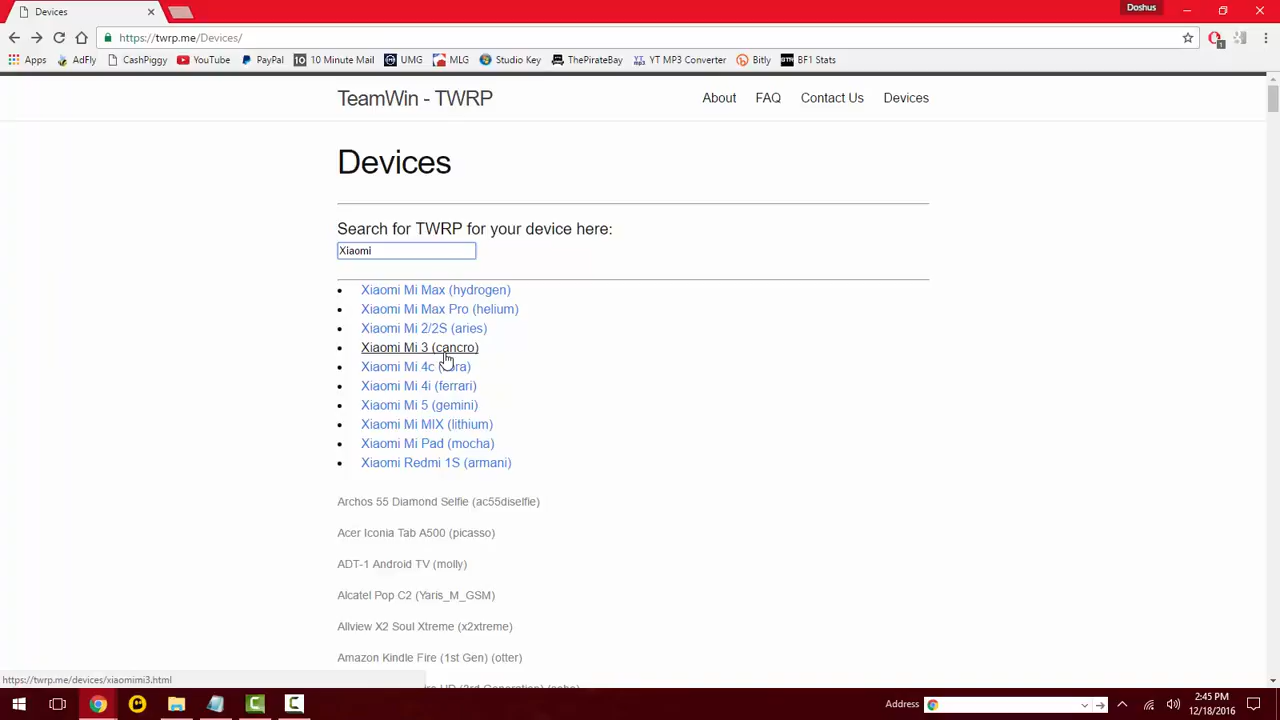 Devices
Doshus
https://twrp.me/Devices/
1
Apps AdFly CashPiggy YouTube PayPal 10 10 Minute Mail UMG MLG Studio Key ThePirateBay YT MP3 Converter Bitly BTN BF1 Stats
TeamWin - TWRP About FAQ Contact Us Devices
Devices
Search for TWRP for your device here:
Xiaomi
Xiaomi Mi Max (hydrogen)
Xiaomi Mi Max Pro (helium)
Xiaomi Mi 2/2S (aries)
Xiaomi Mi 3 (cancro)
Xiaomi Mi 4c
Xiaomi Mi 4i (ferrari)
Xiaomi Mi 5 (gemini)
Xiaomi Mi MIX (lithium)
Xiaomi Mi Pad (mocha)
Xiaomi Redmi 1S (armani)
Archos 55 Diamond Selfie (ac55diselfie)
Acer Iconia Tab A500 (picasso)
ADT-1 Android TV (molly)
Alcatel Pop C2 (Yaris_M_GSM)
Allview X2 Soul Xtreme (x2xtreme)
Amazon Kindle Fire (1st Gen) (otter)
https://twrp.me/devices/xiaomimi3.html
Address
2:45 PM
12/18/2016